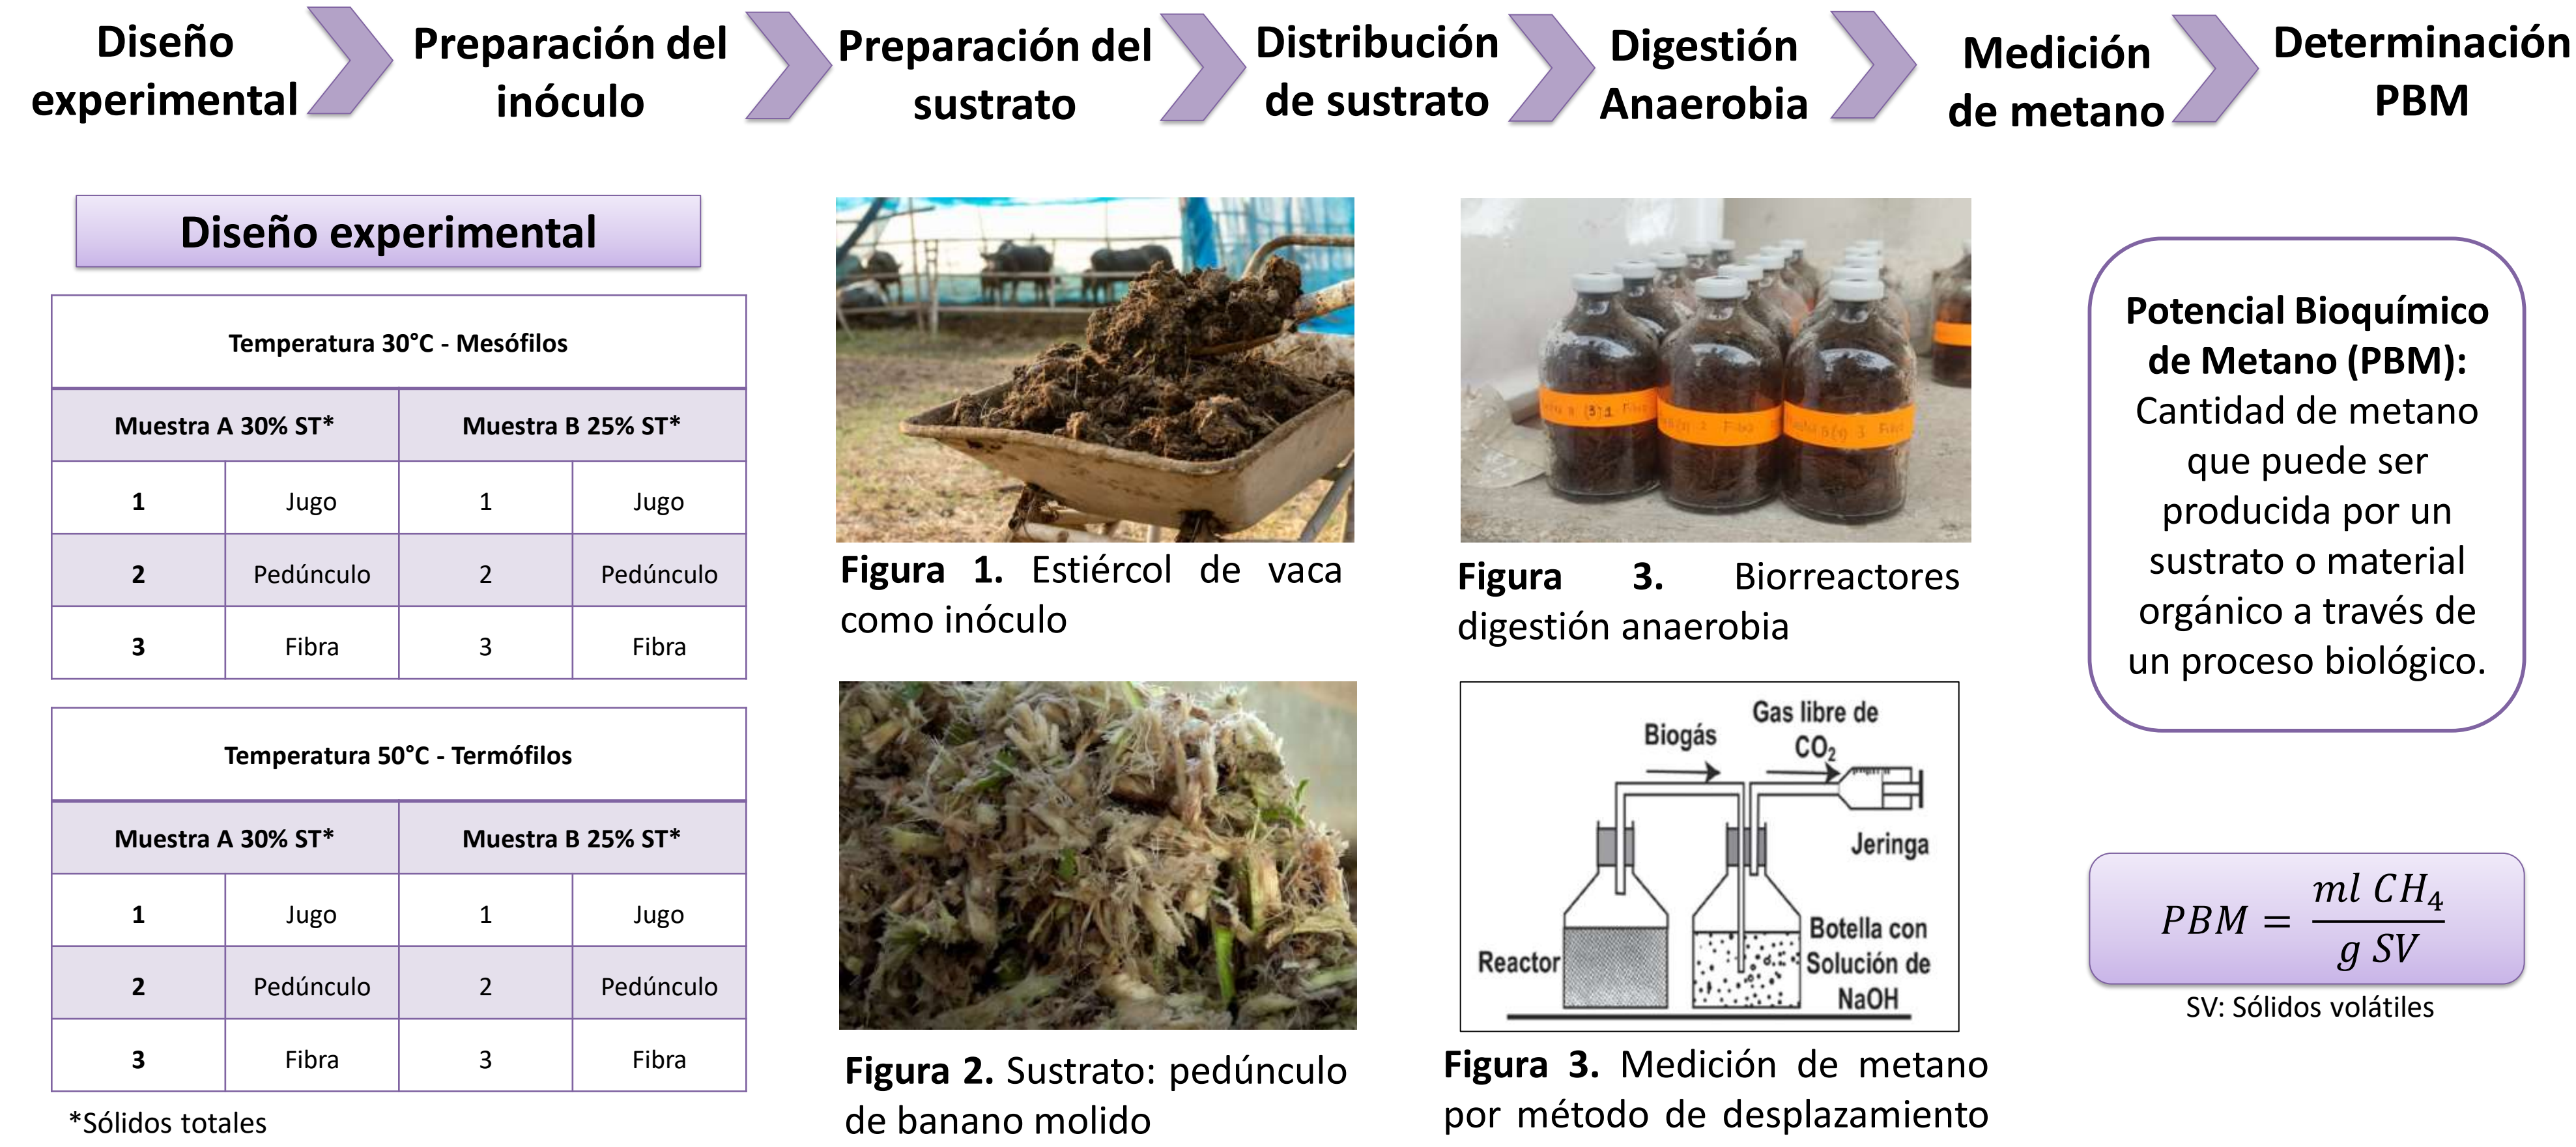 Diseño
experimental
Preparación del
inóculo
Preparación del
sustrato
Distribución
de sustrato
Digestión
Anaerobia
Medición
de metano
Determinación
PBM
Diseño experimental
Temperatura 30°C - Mesófilos
Muestra A 30% ST* Muestra B 25% ST*
1 Jugo 1 Jugo
2 Pedúnculo 2 Pedúnculo
3 Fibra 3 Fibra
Temperatura 50°C - Termófilos
Muestra A 30% ST* Muestra B 25% ST*
1 Jugo 1 Jugo
2 Pedúnculo 2 Pedúnculo
3 Fibra 3 Fibra
*Sólidos totales
Figura 1. Estiércol de vaca
como inóculo
Figura 2. Sustrato: pedúnculo
de banano molido
Figura 3. Biorreactores
digestión anaerobia
Biogás
Gas libre de
CO₂
Jeringa
Reactor
Botella con
Solución de
NaOH
Figura 3. Medición de metano
por método de desplazamiento
Potencial Bioquímico
de Metano (PBM):
Cantidad de metano
que puede ser
producida por un
sustrato o material
orgánico a través de
un proceso biológico.
PBM = ml CH₄ / g SV
SV: Sólidos volátiles